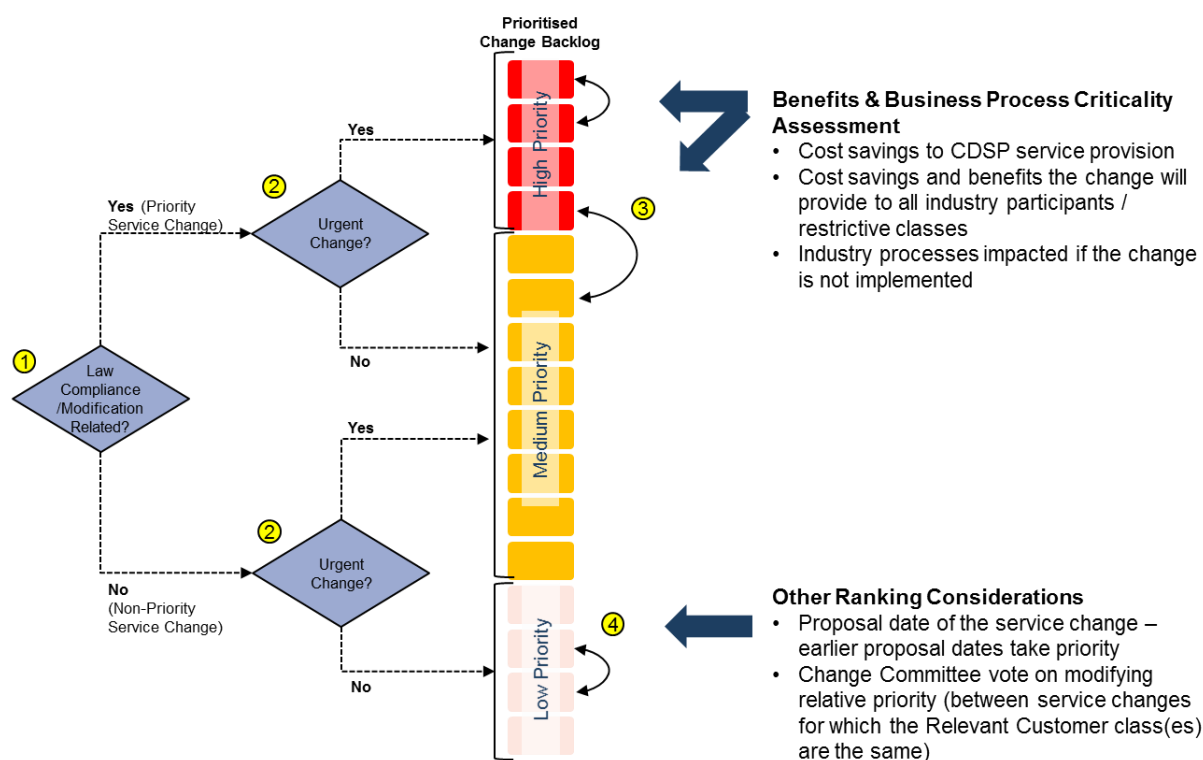 Prioritised
Change Backlog
High Priority
Medium Priority
Low Priority
1
Law
Compliance
/Modification
Related?
Yes (Priority
Service Change)
No
(Non-Priority
Service Change)
2
Urgent
Change?
Yes
No
2
Urgent
Change?
Yes
No
3
4
Benefits & Business Process Criticality
Assessment
• Cost savings to CDSP service provision
• Cost savings and benefits the change will
provide to all industry participants /
restrictive classes
• Industry processes impacted if the change
is not implemented
Other Ranking Considerations
• Proposal date of the service change –
earlier proposal dates take priority
• Change Committee vote on modifying
relative priority (between service changes
for which the Relevant Customer class(es)
are the same)